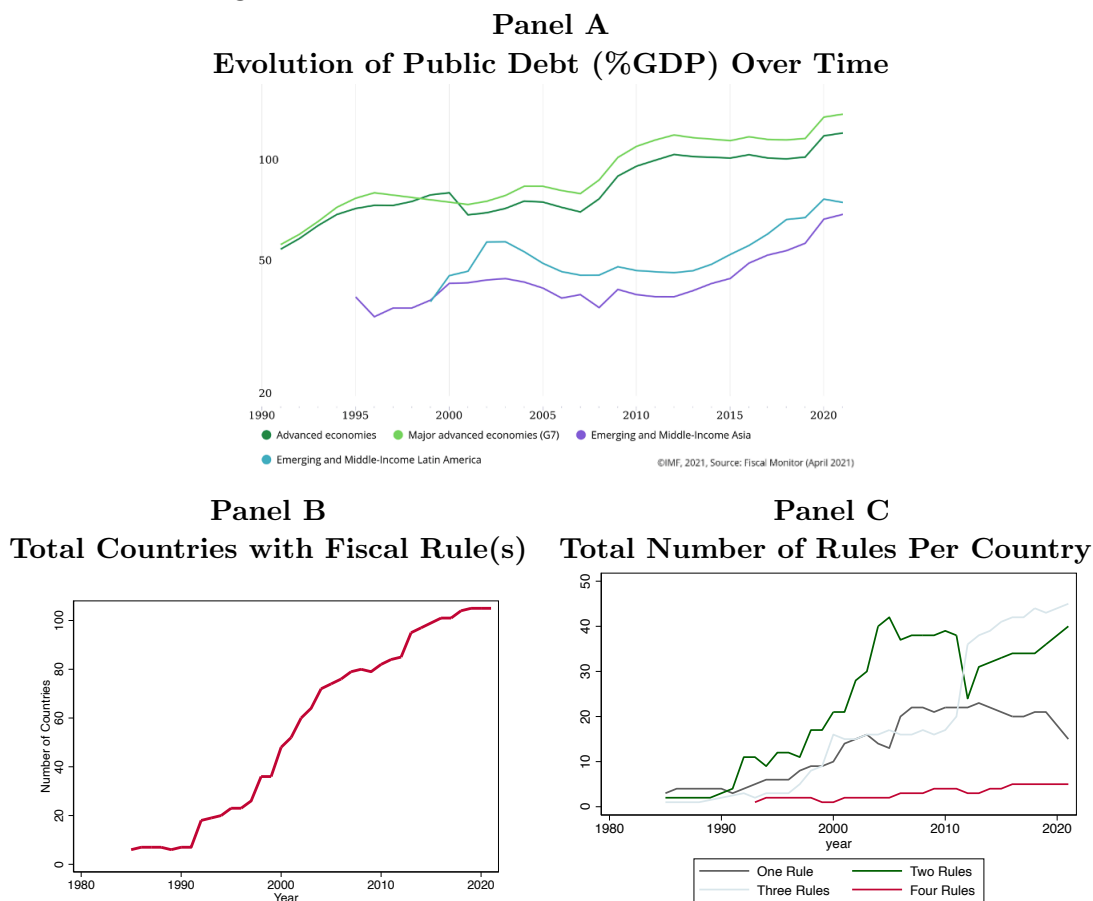 Panel A
Evolution of Public Debt (%GDP) Over Time
100
50
20
1990 1995 2000 2005 2010 2015 2020
Advanced economies Major advanced economies (G7) Emerging and Middle-Income Asia
Emerging and Middle-Income Latin America
©IMF, 2021, Source: Fiscal Monitor (April 2021)
Panel B
Total Countries with Fiscal Rule(s)
Number of Countries
100
80
60
40
20
0
1980 1990 2000 2010 2020
Year
Panel C
Total Number of Rules Per Country
50
40
30
20
10
0
1980 1990 2000 2010 2020
year
One Rule Two Rules
Three Rules Four Rules